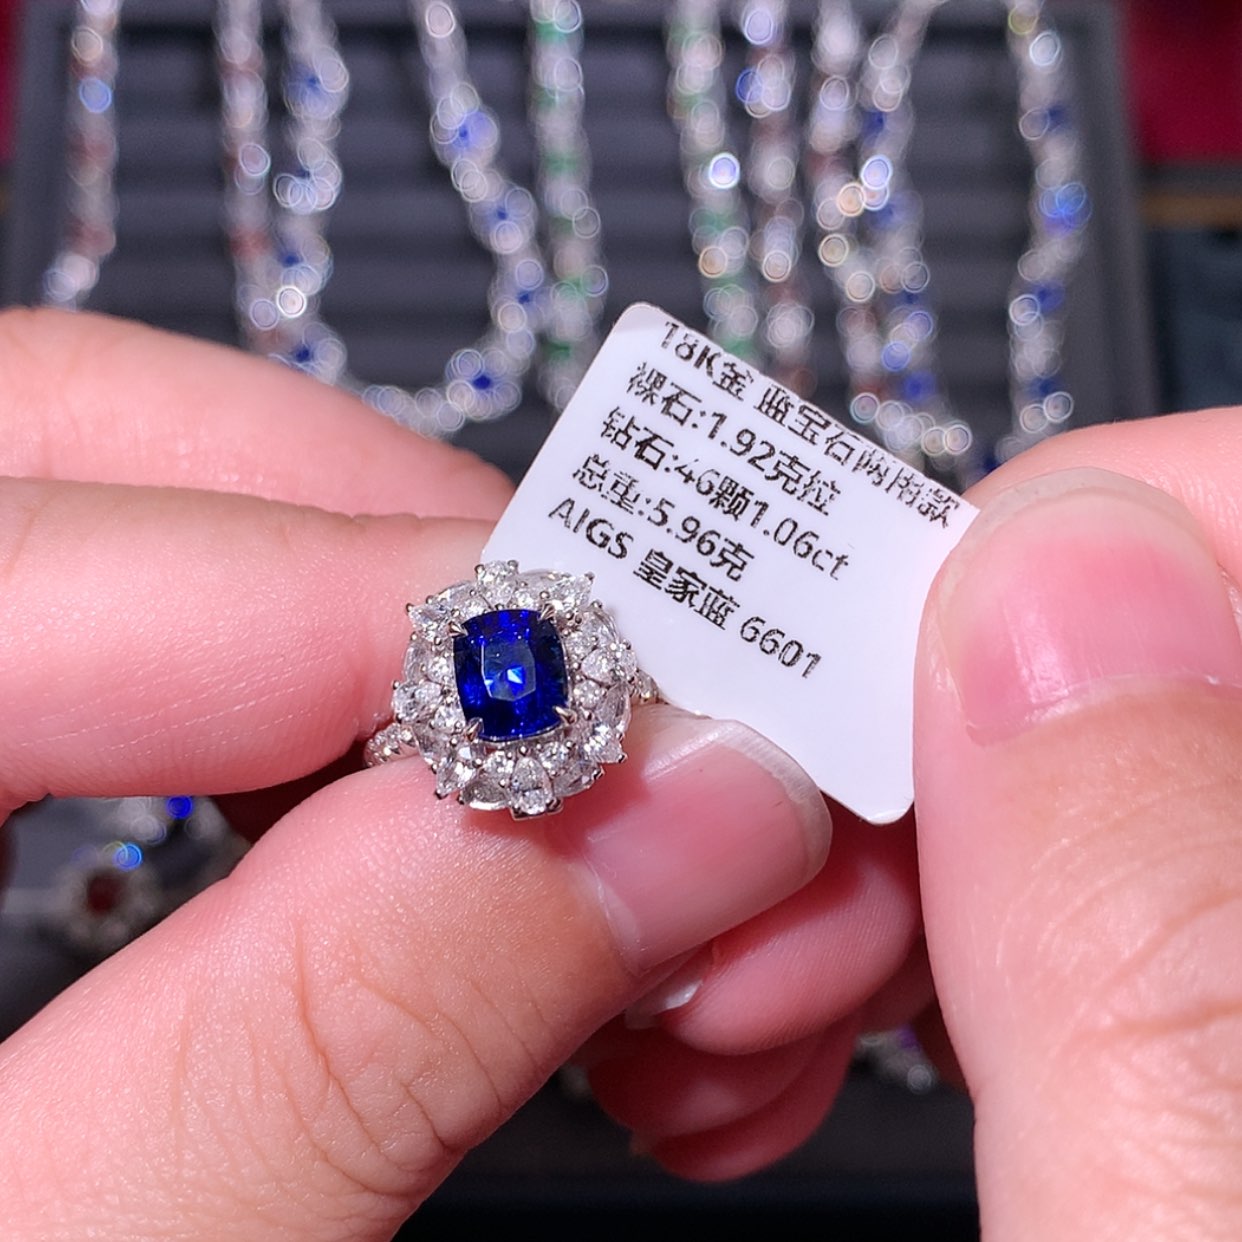 18K金 蓝宝石两用款
裸石:1.92克拉
钻石:46颗1.06ct
总重:5.96克
AIGS 皇家蓝 6601